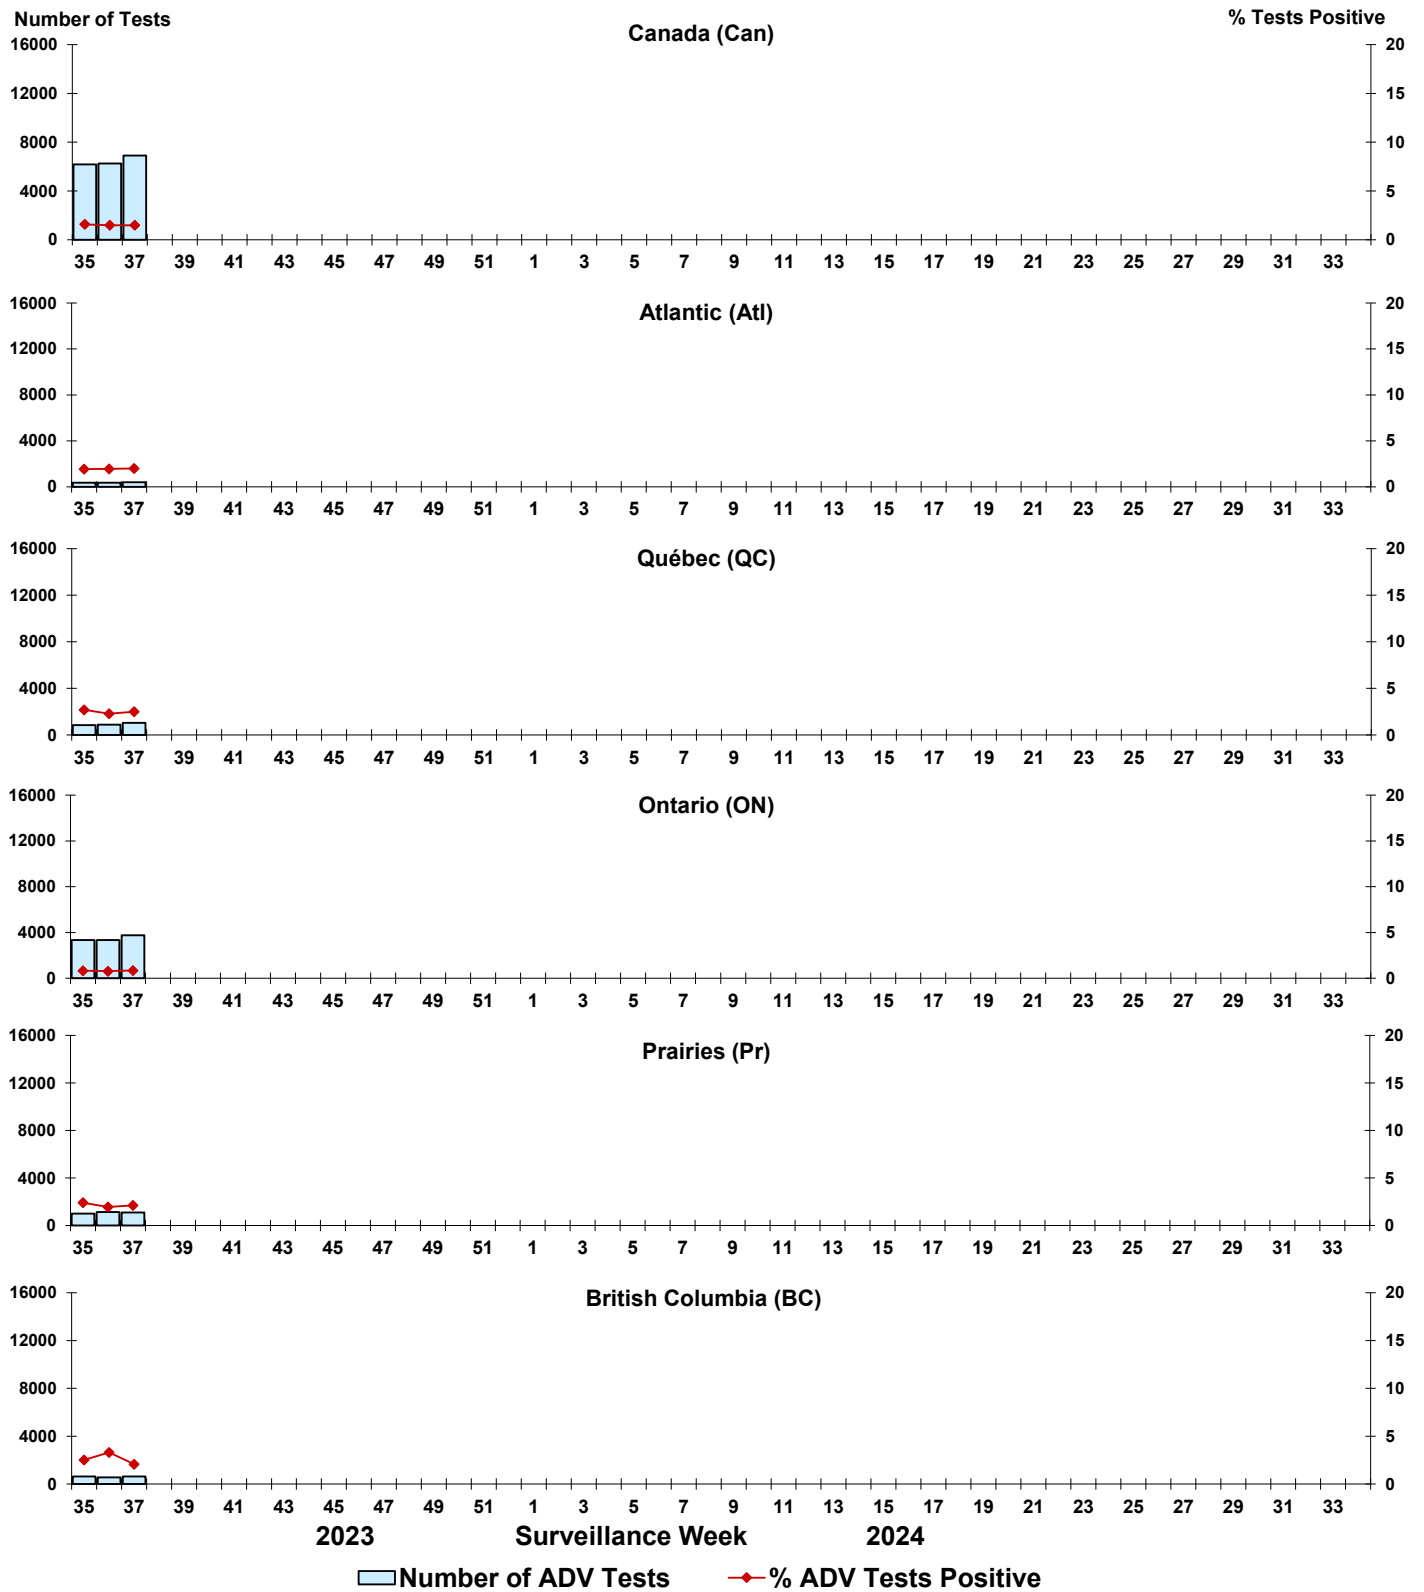 Number of Tests
% Tests Positive
Canada (Can)
16000 20
12000 15
8000 10
4000 5
0 0
35 37 39 41 43 45 47 49 51 1 3 5 7 9 11 13 15 17 19 21 23 25 27 29 31 33
Atlantic (Atl)
16000 20
12000 15
8000 10
4000 5
0 0
35 37 39 41 43 45 47 49 51 1 3 5 7 9 11 13 15 17 19 21 23 25 27 29 31 33
Québec (QC)
16000 20
12000 15
8000 10
4000 5
0 0
35 37 39 41 43 45 47 49 51 1 3 5 7 9 11 13 15 17 19 21 23 25 27 29 31 33
Ontario (ON)
16000 20
12000 15
8000 10
4000 5
0 0
35 37 39 41 43 45 47 49 51 1 3 5 7 9 11 13 15 17 19 21 23 25 27 29 31 33
Prairies (Pr)
16000 20
12000 15
8000 10
4000 5
0 0
35 37 39 41 43 45 47 49 51 1 3 5 7 9 11 13 15 17 19 21 23 25 27 29 31 33
British Columbia (BC)
16000 20
12000 15
8000 10
4000 5
0 0
35 37 39 41 43 45 47 49 51 1 3 5 7 9 11 13 15 17 19 21 23 25 27 29 31 33
2023 Surveillance Week 2024
Number of ADV Tests % ADV Tests Positive